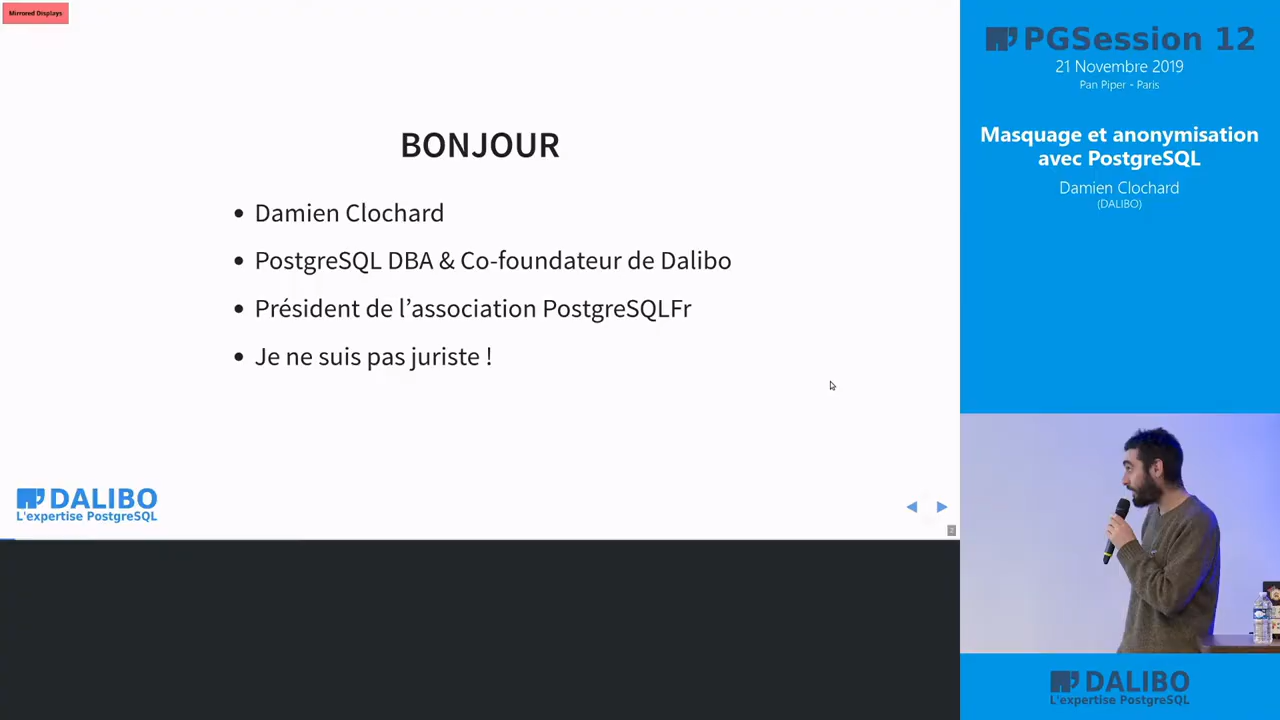 Mirrored Displays
BONJOUR
Damien Clochard
PostgreSQL DBA & Co-foundateur de Dalibo
Président de l’association PostgreSQLFr
Je ne suis pas juriste !
DALIBO
L'expertise PostgreSQL
2
PGSession 12
21 Novembre 2019
Pan Piper - Paris
Masquage et anonymisation
avec PostgreSQL
Damien Clochard
(DALIBO)
DALIBO
L'expertise PostgreSQL